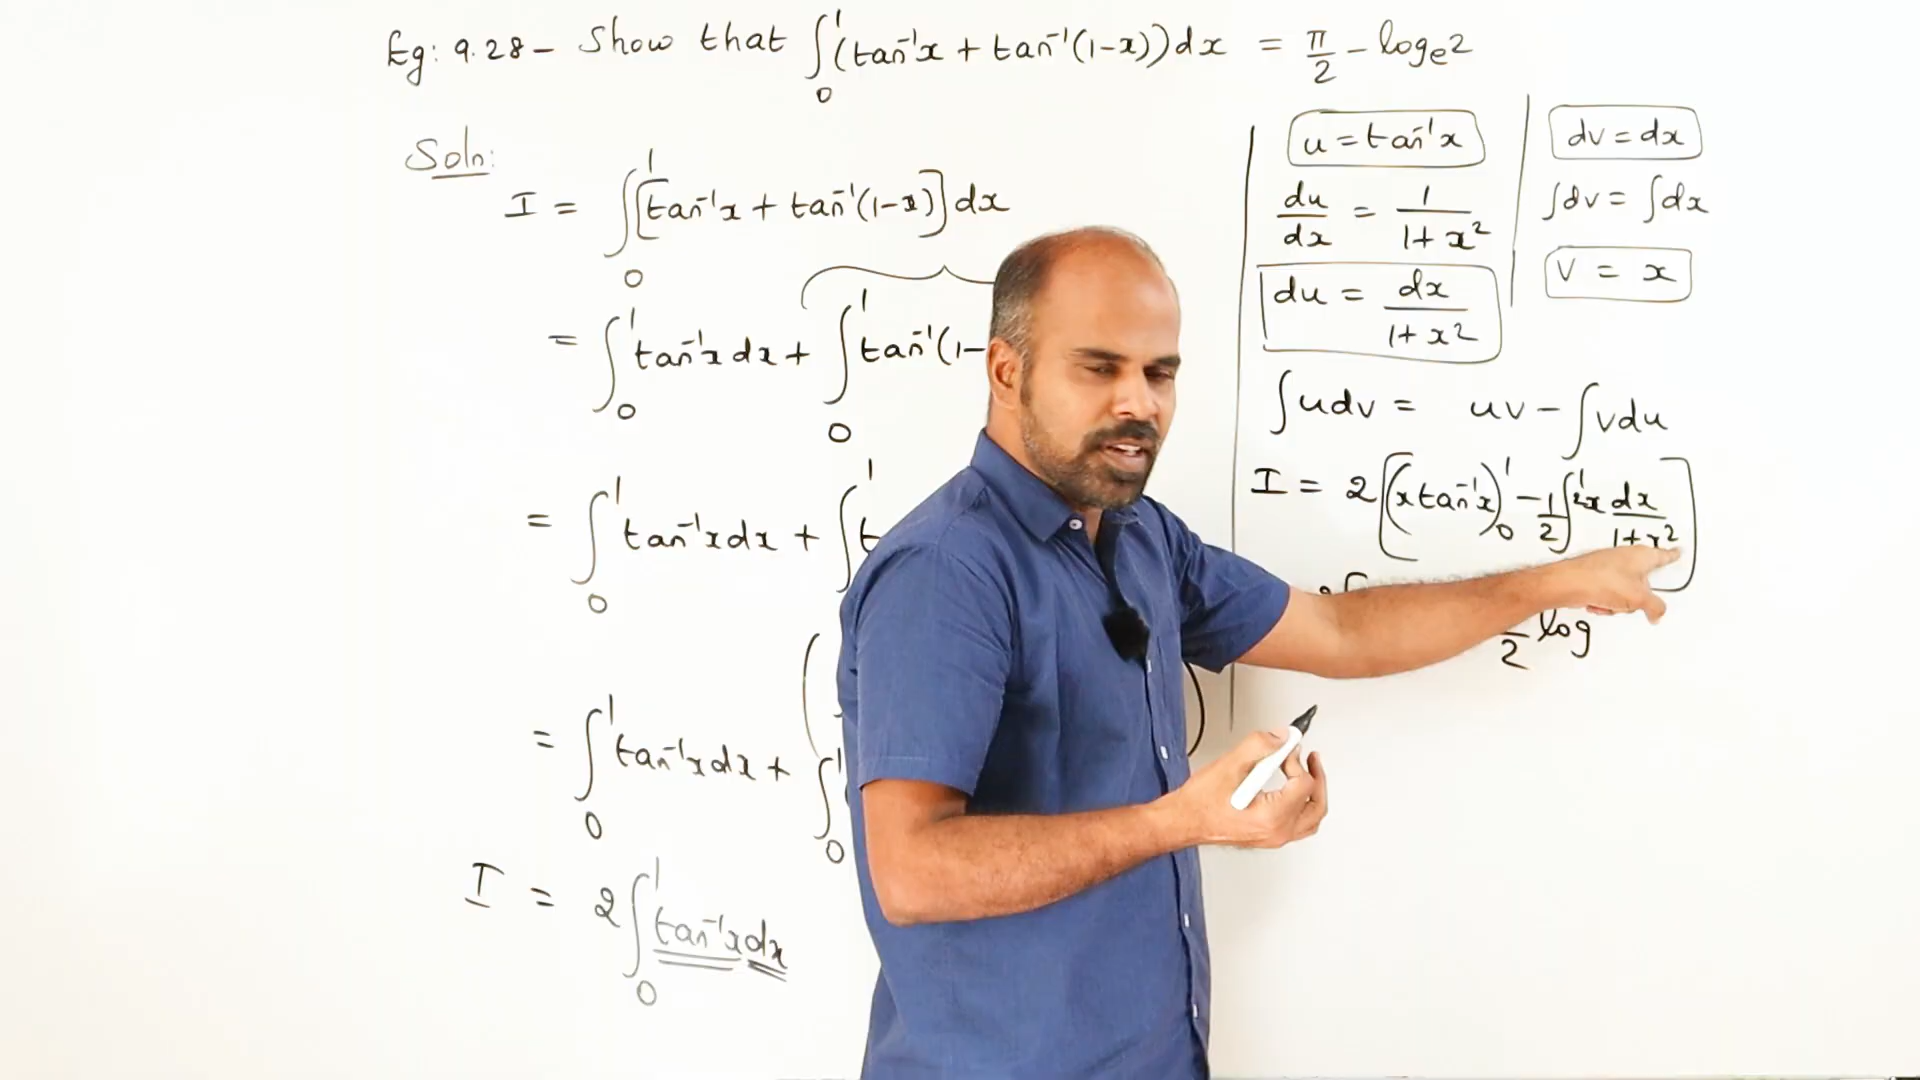 Eg: 9.28 - Show that ∫₀¹ (tan⁻¹x + tan⁻¹(1-x))dx = π/2 - logₑ2
Soln:
I = ∫₀¹ [tan⁻¹x + tan⁻¹(1-x)] dx
= ∫₀¹ tan⁻¹x dx + ∫₀¹ tan⁻¹(1-
= ∫₀¹ tan⁻¹x dx + ∫₀¹ t
= ∫₀¹ tan⁻¹x dx + ∫₀¹
I = 2 ∫₀¹ tan⁻¹x dx
u = tan⁻¹x
du/dx = 1/(1+x²)
du = dx/(1+x²)
dv = dx
∫dv = ∫dx
v = x
∫udv = uv - ∫vdu
I = 2[(x tan⁻¹x)₀¹ - 1/2 ∫¹ 2x dx/(1+x²)]
2 log